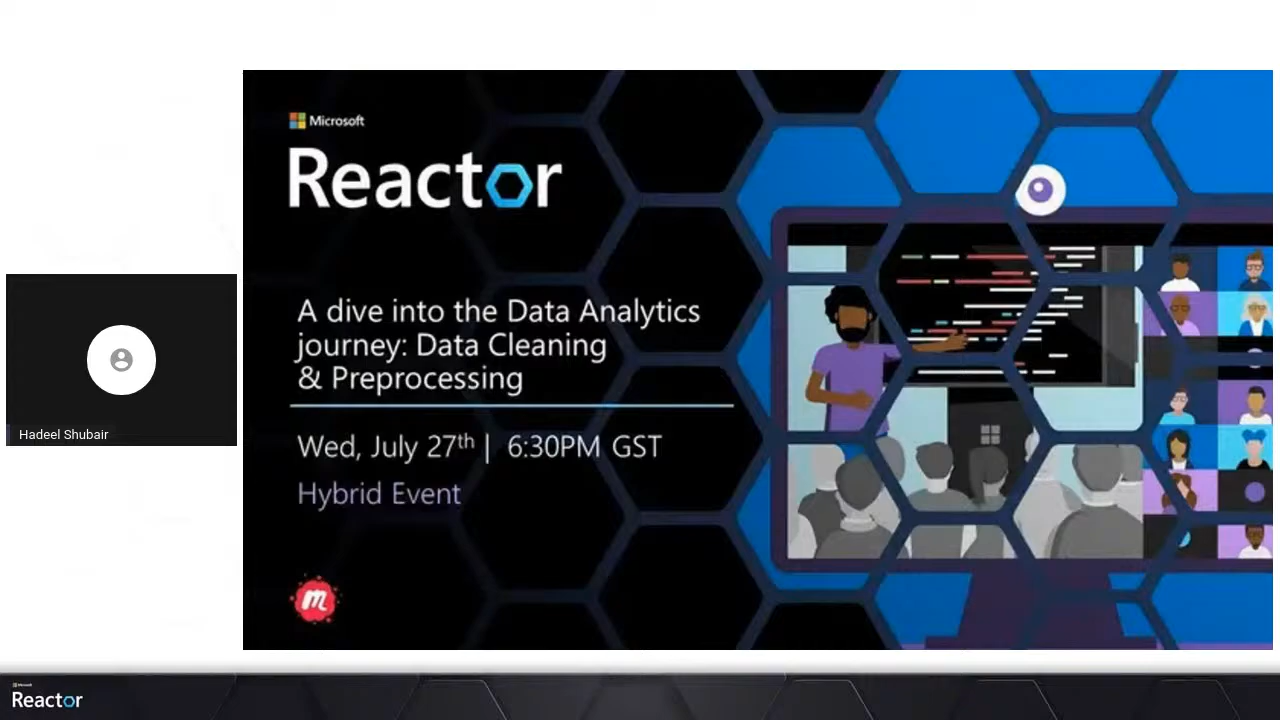 Microsoft
Reactor
A dive into the Data Analytics
journey: Data Cleaning
& Preprocessing
Wed, July 27th | 6:30PM GST
Hybrid Event
m
Hadeel Shubair
Microsoft
Reactor